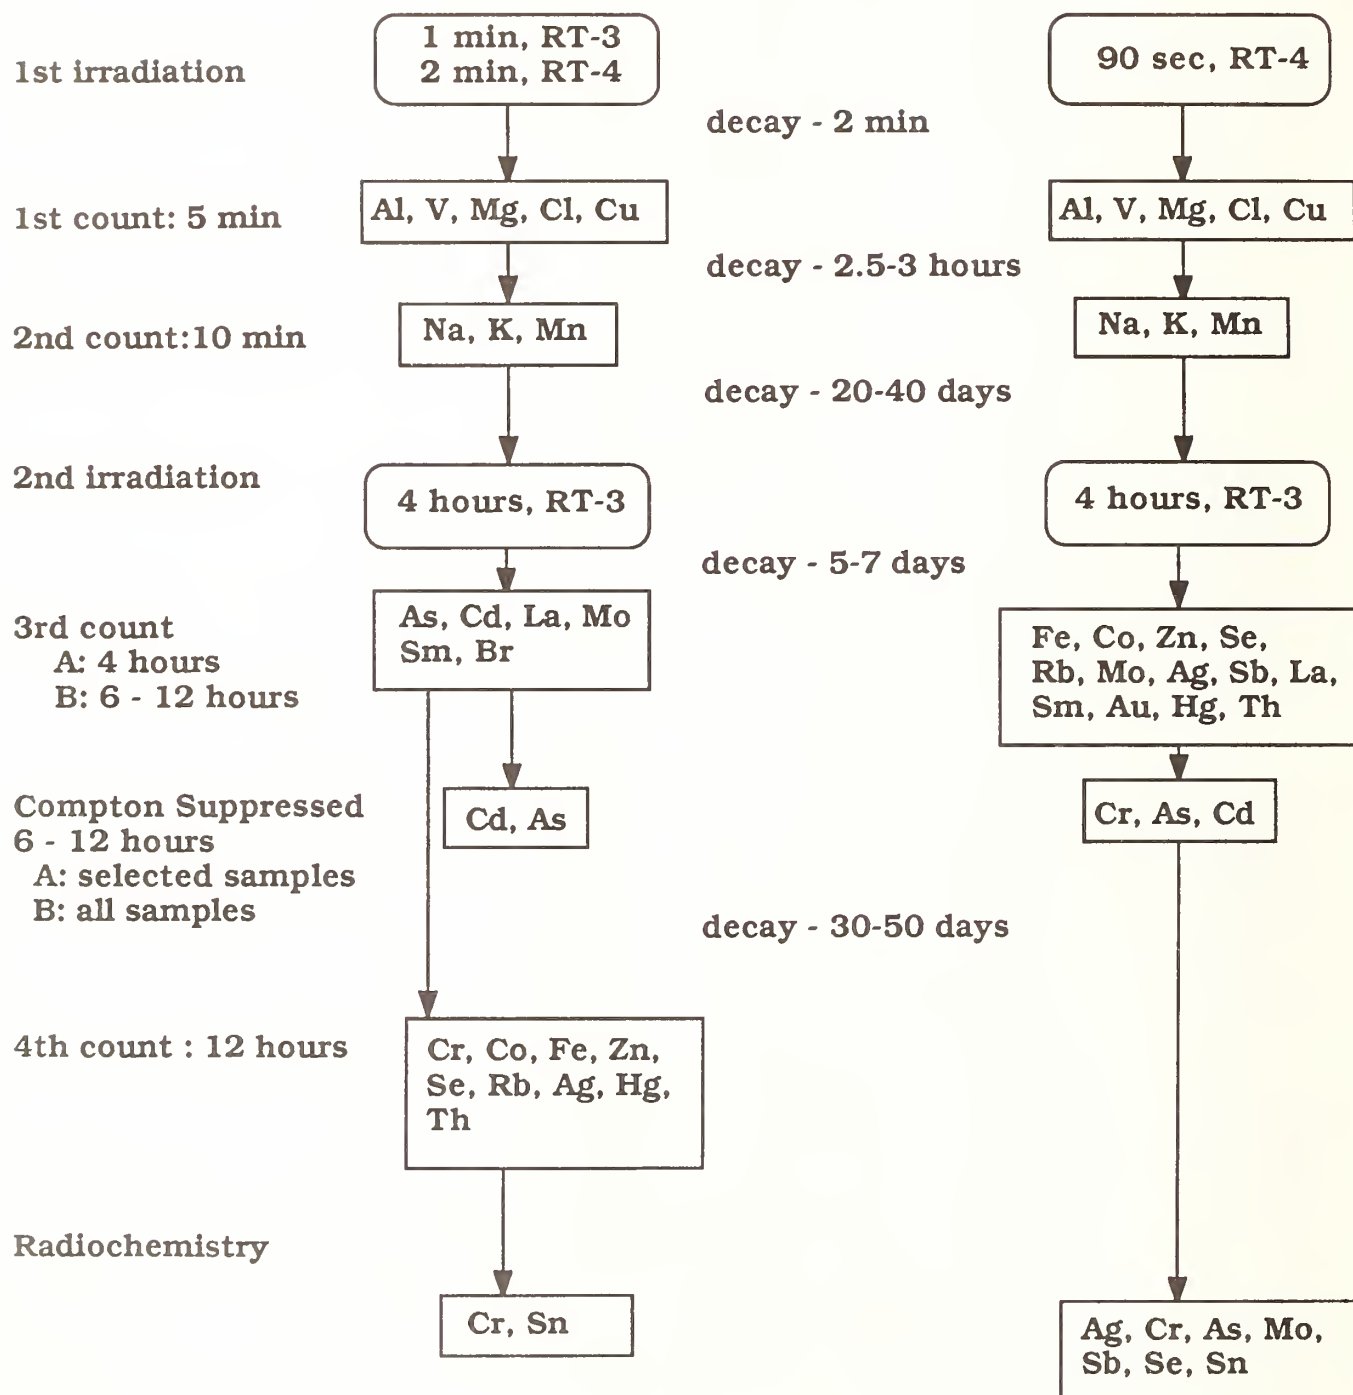 1st irradiation
1 min, RT-3
2 min, RT-4
90 sec, RT-4
decay - 2 min
1st count: 5 min
Al, V, Mg, Cl, Cu
Al, V, Mg, Cl, Cu
decay - 2.5-3 hours
2nd count:10 min
Na, K, Mn
Na, K, Mn
decay - 20-40 days
2nd irradiation
4 hours, RT-3
4 hours, RT-3
decay - 5-7 days
3rd count
A: 4 hours
B: 6 - 12 hours
As, Cd, La, Mo
Sm, Br
Fe, Co, Zn, Se,
Rb, Mo, Ag, Sb, La,
Sm, Au, Hg, Th
Compton Suppressed
6 - 12 hours
A: selected samples
B: all samples
Cd, As
Cr, As, Cd
decay - 30-50 days
4th count : 12 hours
Cr, Co, Fe, Zn,
Se, Rb, Ag, Hg,
Th
Radiochemistry
Cr, Sn
Ag, Cr, As, Mo,
Sb, Se, Sn